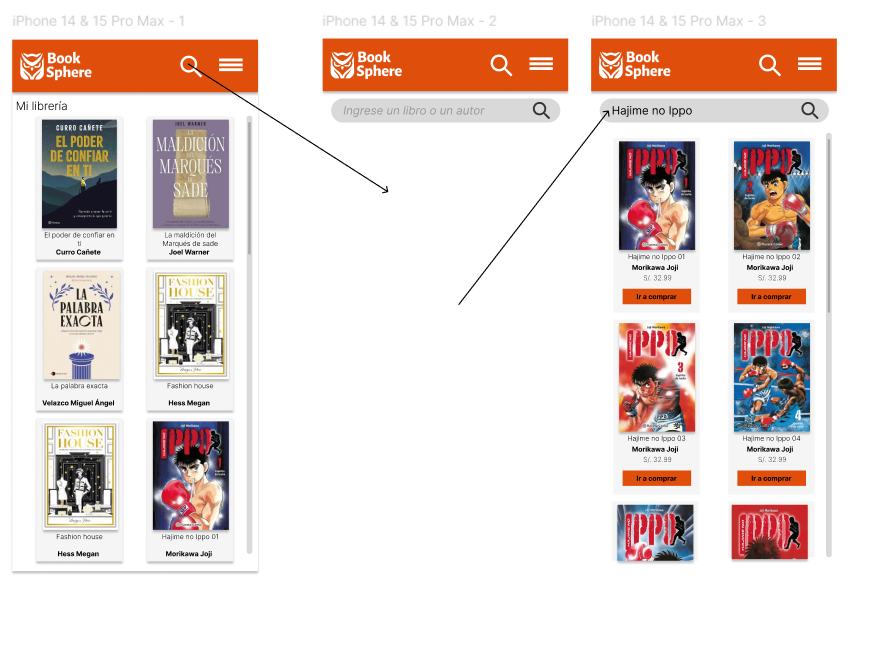 iPhone 14 & 15 Pro Max - 1
Book
Sphere
Mi librería
CURRO CAÑETE
EL PODER
DE CONFIAR
EN TI
El poder de confiar en
ti
Curro Cañete
JOEL WARNER
LA
MALDICIÓN
DEL
MARQUÉS
DE
SADE
La maldición del
Marqués de sade
Joel Warner
LA
PALABRA
EXACTA
La palabra exacta
Velazco Miguel Ángel
FASHION
HOUSE
Fashion house
Hess Megan
FASHION
HOUSE
Fashion house
Hess Megan
IPPO
Hajime no Ippo 01
Morikawa Joji
iPhone 14 & 15 Pro Max - 2
Book
Sphere
Ingrese un libro o un autor
iPhone 14 & 15 Pro Max - 3
Book
Sphere
Hajime no Ippo
IPPO
1
Hajime no Ippo 01
Morikawa Joji
S/. 32.99
Ir a comprar
IPPO
2
Hajime no Ippo 02
Morikawa Joji
S/. 32.99
Ir a comprar
IPPO
3
Hajime no Ippo 03
Morikawa Joji
S/. 32.99
Ir a comprar
IPPO
4
Hajime no Ippo 04
Morikawa Joji
S/. 32.99
Ir a comprar
IPPO
IPPO